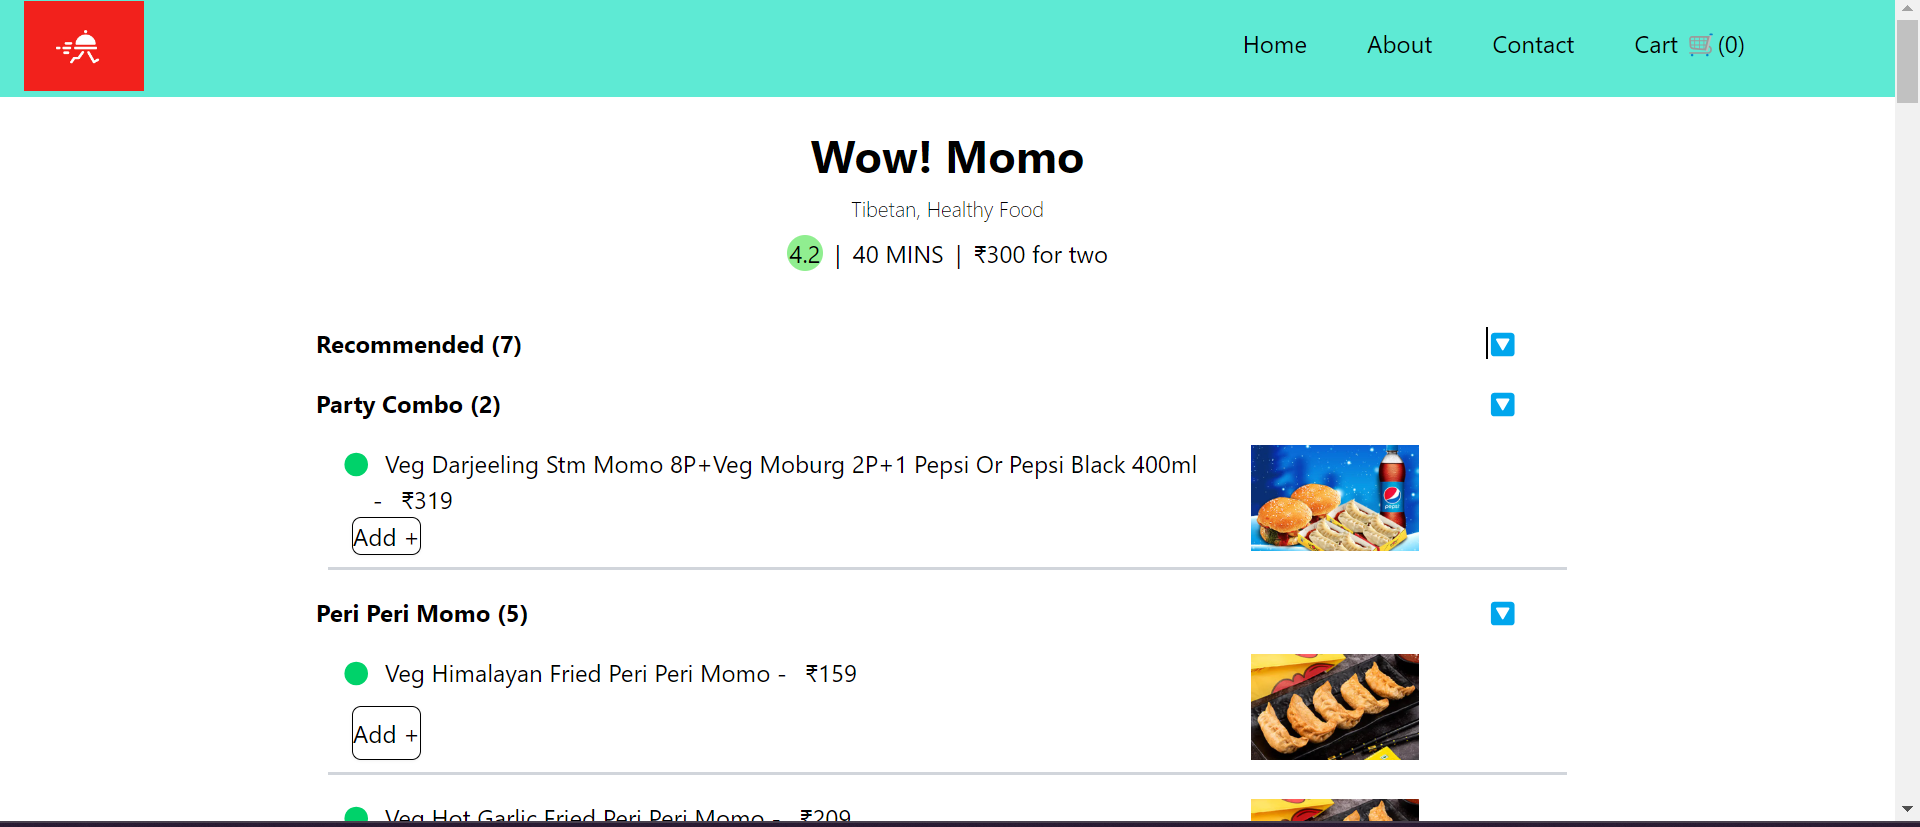 Home About Contact Cart (0)
Wow! Momo
Tibetan, Healthy Food
4.2 | 40 MINS | ₹300 for two
Recommended (7)
Party Combo (2)
Veg Darjeeling Stm Momo 8P+Veg Moburg 2P+1 Pepsi Or Pepsi Black 400ml
- ₹319
Add +
pepsi
Peri Peri Momo (5)
Veg Himalayan Fried Peri Peri Momo - ₹159
Add +
Veg Hot Garlic Fried Peri Peri Momo - ₹209